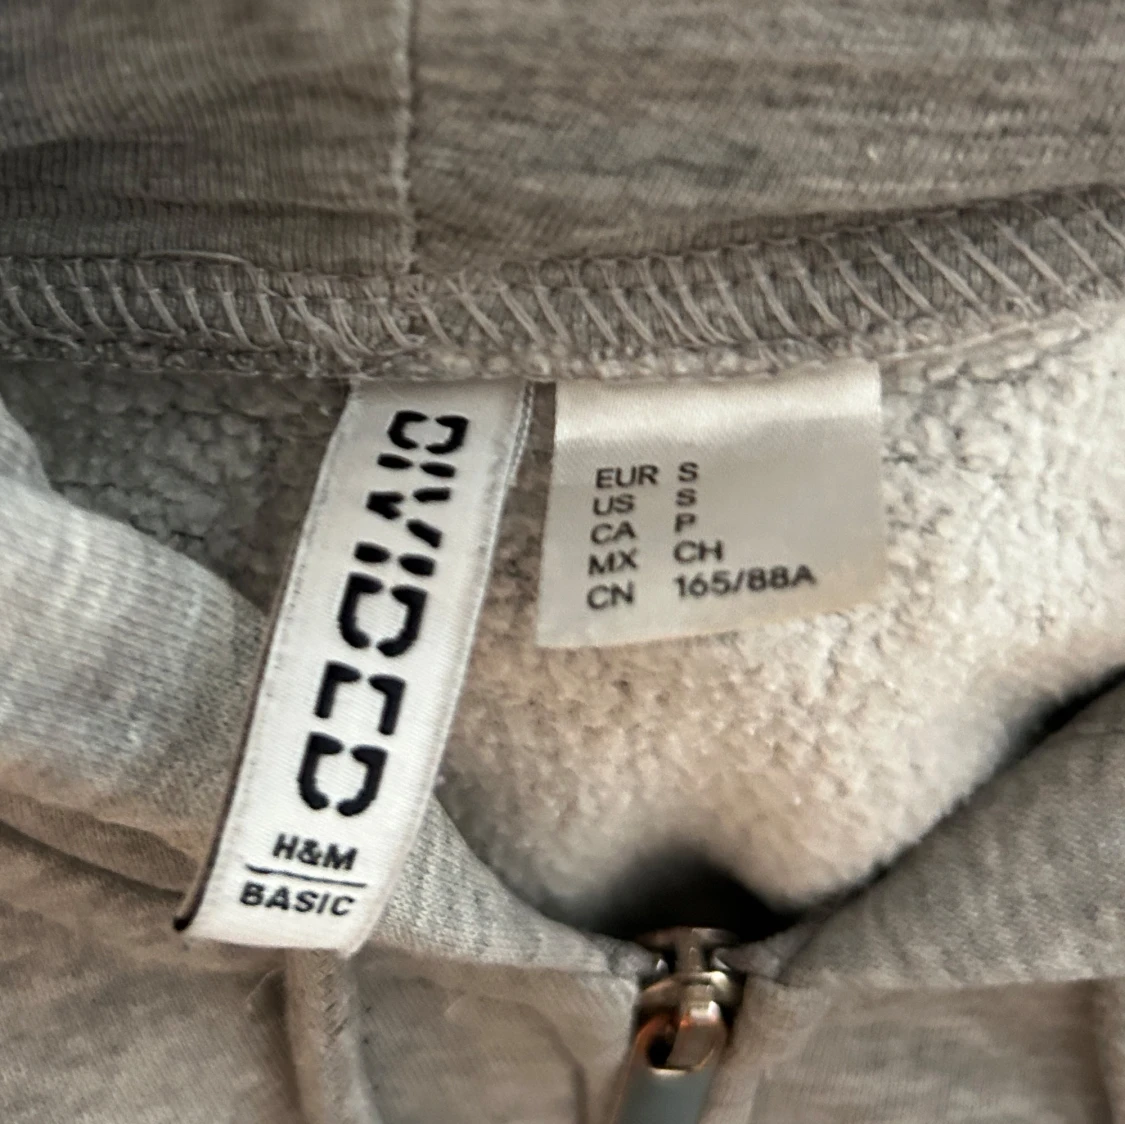 DIVIDED
H&M
BASIC
EUR S
US S
CA P
MX CH
CN 165/88A